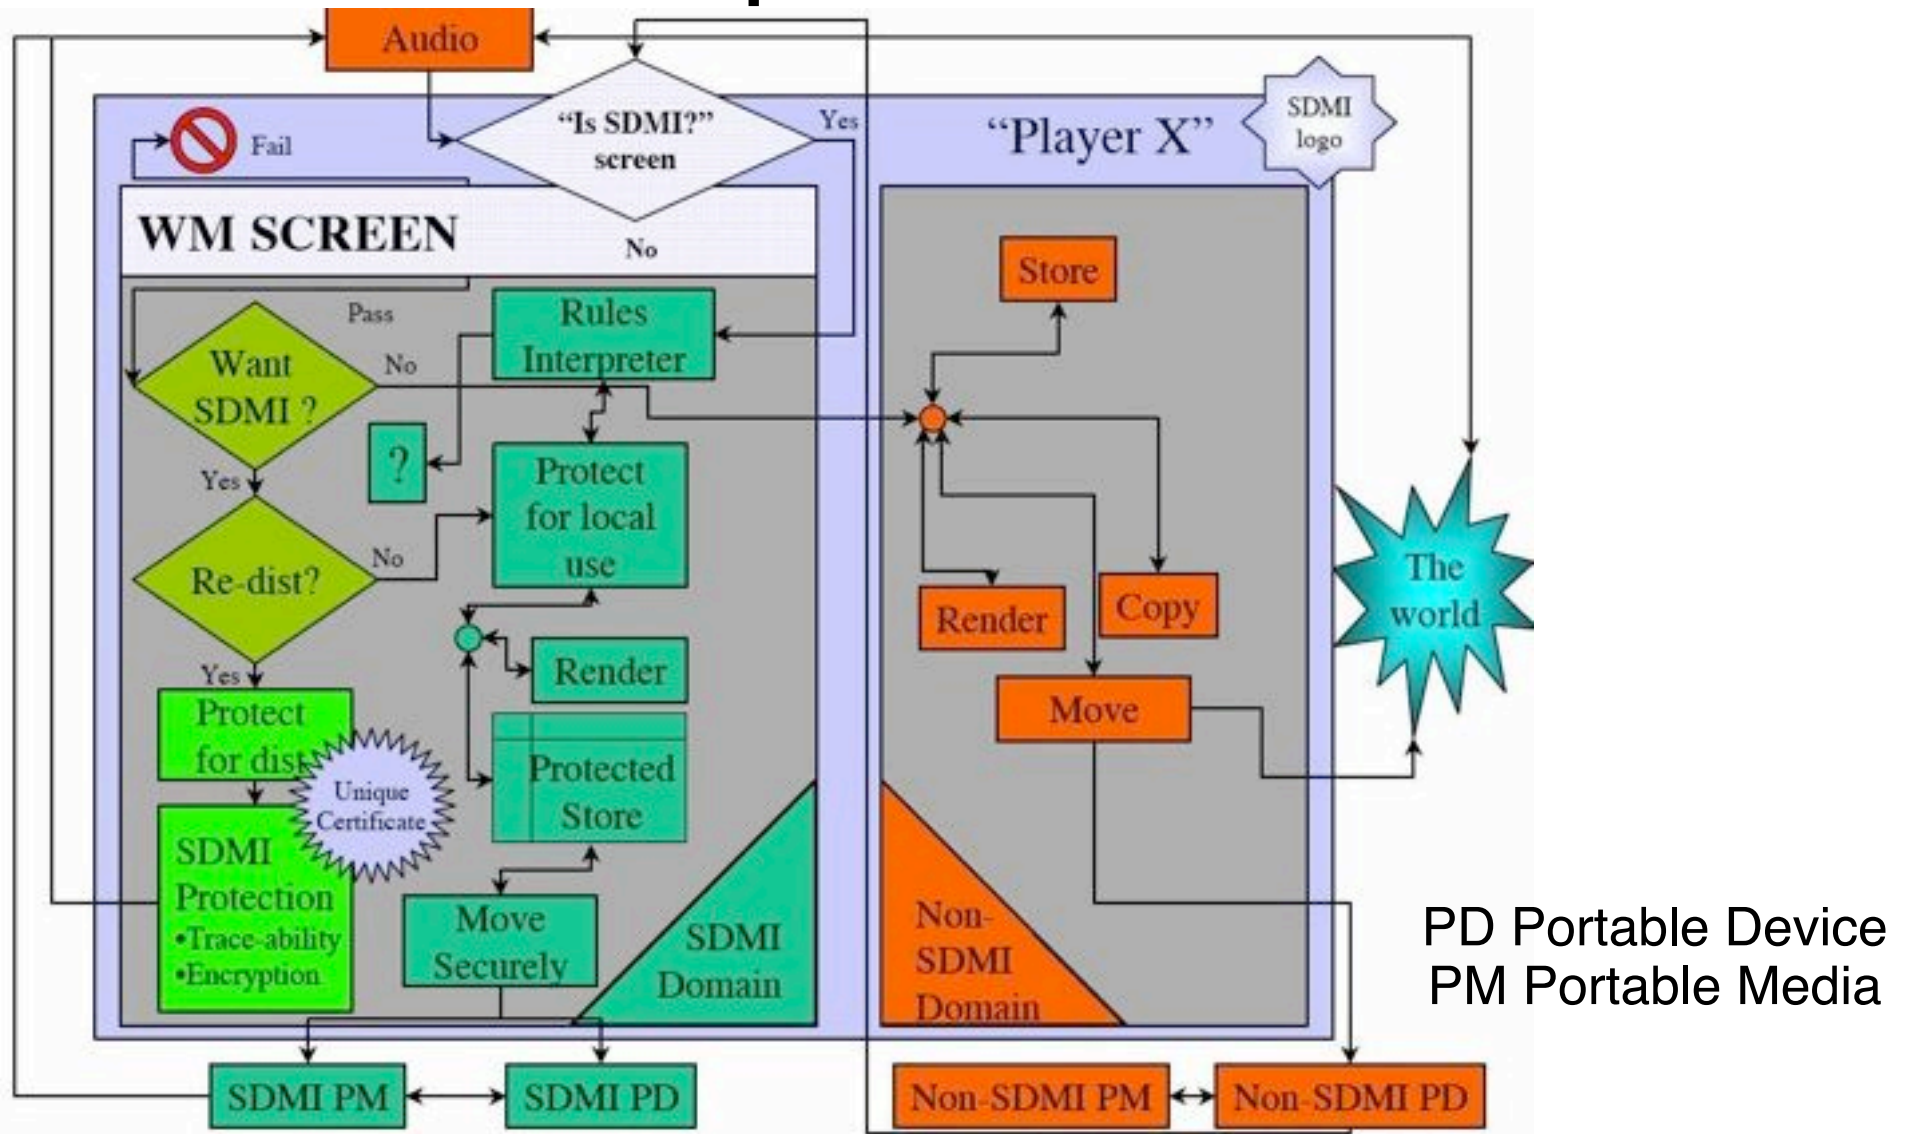 Audio
"Is SDMI?"
screen
Yes
"Player X"
SDMI
logo
Fail
WM SCREEN
No
Pass
Rules
Interpreter
Store
Want
SDMI ?
No
?
Yes
Protect
for local
use
Re-dist?
No
The
world
Render
Copy
Yes
Render
Move
Protect
for dist
Unique
Certificate
Protected
Store
SDMI
Protection
•Trace-ability
•Encryption
Move
Securely
SDMI
Domain
Non-
SDMI
Domain
PD Portable Device
PM Portable Media
SDMI PM
SDMI PD
Non-SDMI PM
Non-SDMI PD